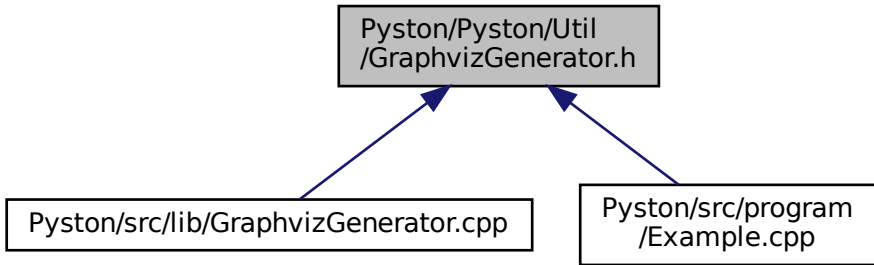 Pyston/Pyston/Util
/GraphvizGenerator.h
Pyston/src/lib/GraphvizGenerator.cpp
Pyston/src/program
/Example.cpp